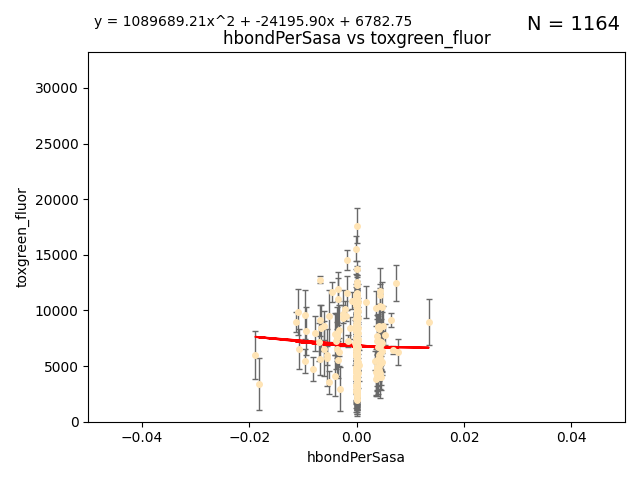 y = 1089689.21x^2 + -24195.90x + 6782.75
N = 1164
hbondPerSasa vs toxgreen_fluor
30000
25000
20000
15000
10000
5000
0
toxgreen_fluor
−0.04
−0.02
0.00
0.02
0.04
hbondPerSasa